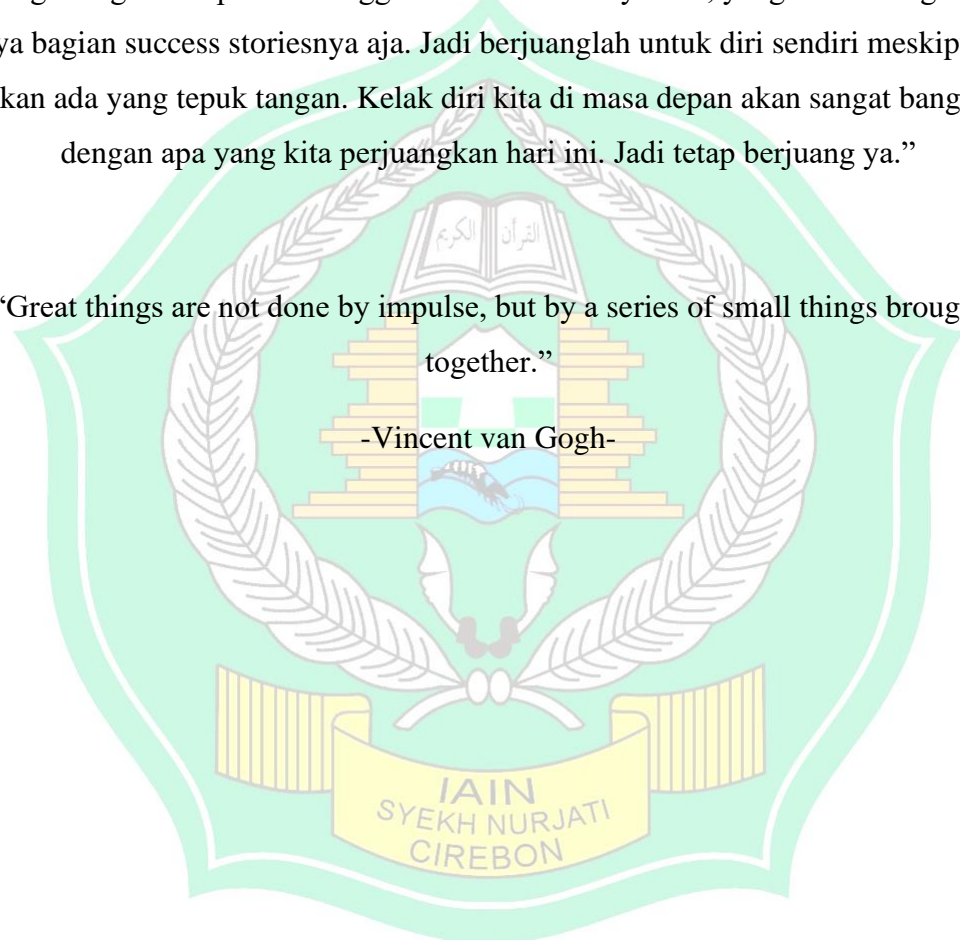 ya bagian success storiesnya aja. Jadi berjuanglah untuk diri sendiri meskip
kan ada yang tepuk tangan. Kelak diri kita di masa depan akan sangat bang
dengan apa yang kita perjuangkan hari ini. Jadi tetap berjuang ya.”
القرآن الكريم
“Great things are not done by impulse, but by a series of small things broug
together.”
-Vincent van Gogh-
IAIN
SYEKH NURJATI
CIREBON